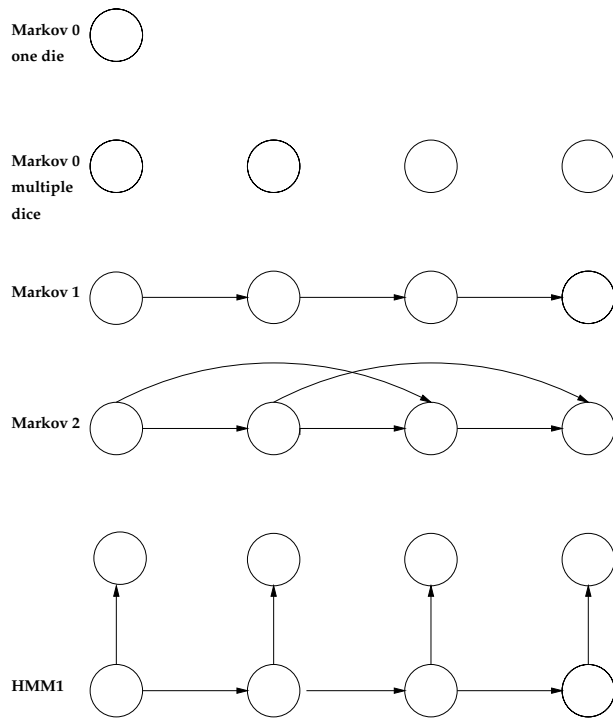 Markov 0
one die
Markov 0
multiple
dice
Markov 1
Markov 2
HMM1